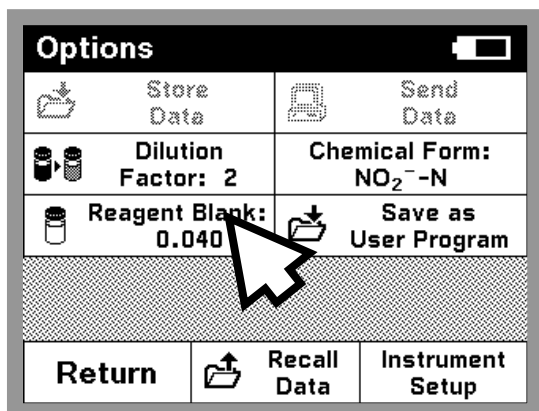 Options
Store
Data
Send
Data
Dilution
Factor: 2
Chemical Form:
NO₂⁻-N
Reagent Blank:
0.040
Save as
User Program
Return
Recall
Data
Instrument
Setup